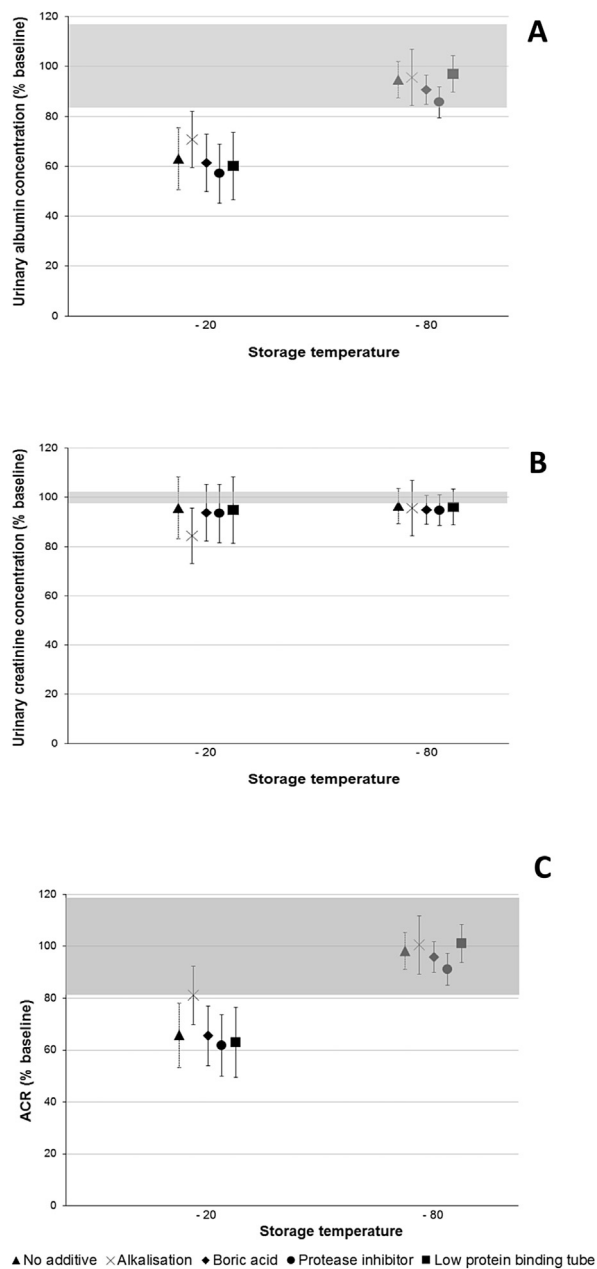 A
Urinary albumin concentration (% baseline)
120
100
80
60
40
20
0
- 20
- 80
Storage temperature
B
Urinary creatinine concentration (% baseline)
120
100
80
60
40
20
0
- 20
- 80
Storage temperature
C
ACR (% baseline)
120
100
80
60
40
20
0
- 20
- 80
Storage temperature
No additive Alkalisation Boric acid Protease inhibitor Low protein binding tube